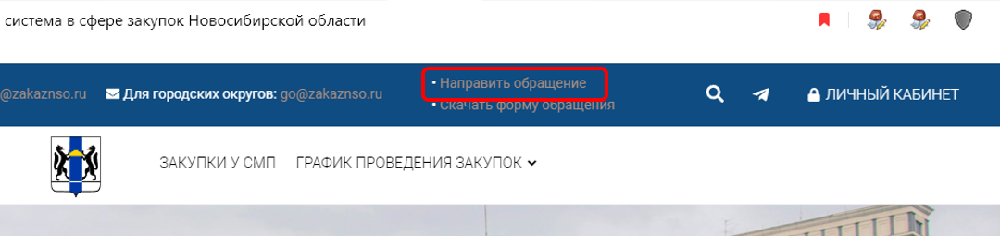 система в сфере закупок Новосибирской области
@zakaznso.ru Для городских округов: go@zakaznso.ru
• Направить обращение
• Скачать форму обращения
ЛИЧНЫЙ КАБИНЕТ
ЗАКУПКИ У СМП ГРАФИК ПРОВЕДЕНИЯ ЗАКУПОК